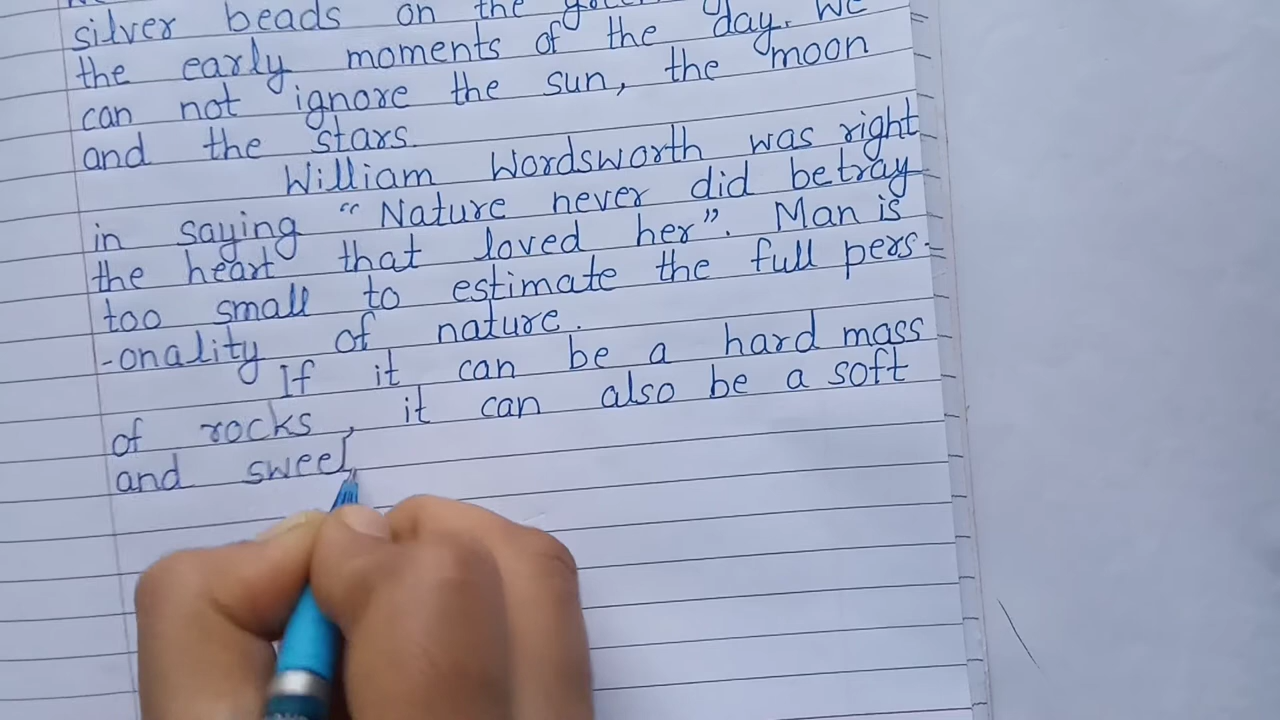 silver beads on the
the early moments of the day. We
can not ignore the sun, the moon
and the stars.
William Wordsworth was right
in saying “Nature never did betray
the heart that loved her”. Man is
too small to estimate the full pers-
-onality of nature.
If it can be a hard mass
of rocks, it can also be a soft
and sweet